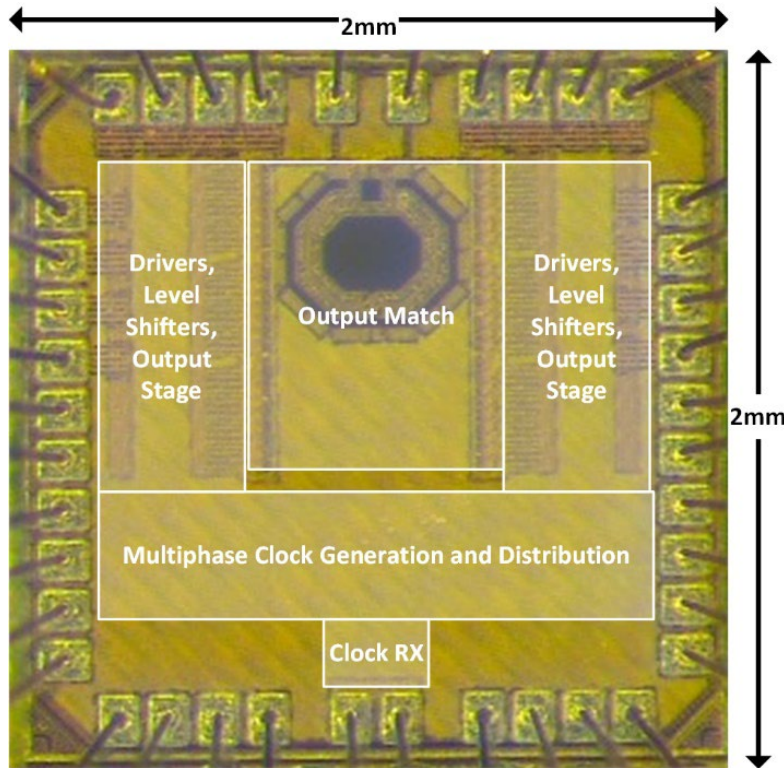 2mm
Drivers,
Level
Shifters,
Output
Stage
Output Match
Drivers,
Level
Shifters,
Output
Stage
2mm
Multiphase Clock Generation and Distribution
Clock RX